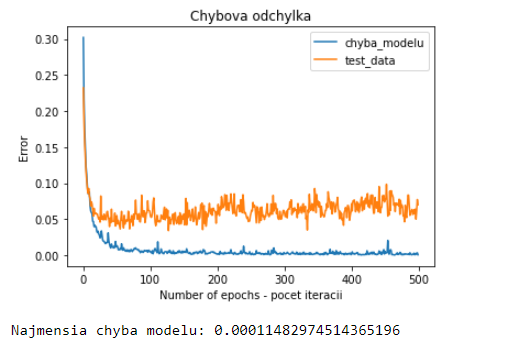 Chybova odchylka
chyba_modelu
test_data
0.30
0.25
0.20
0.15
0.10
0.05
0.00
Error
0 100 200 300 400 500
Number of epochs - pocet iteracii
Najmensia chyba modelu: 0.00011482974514365196